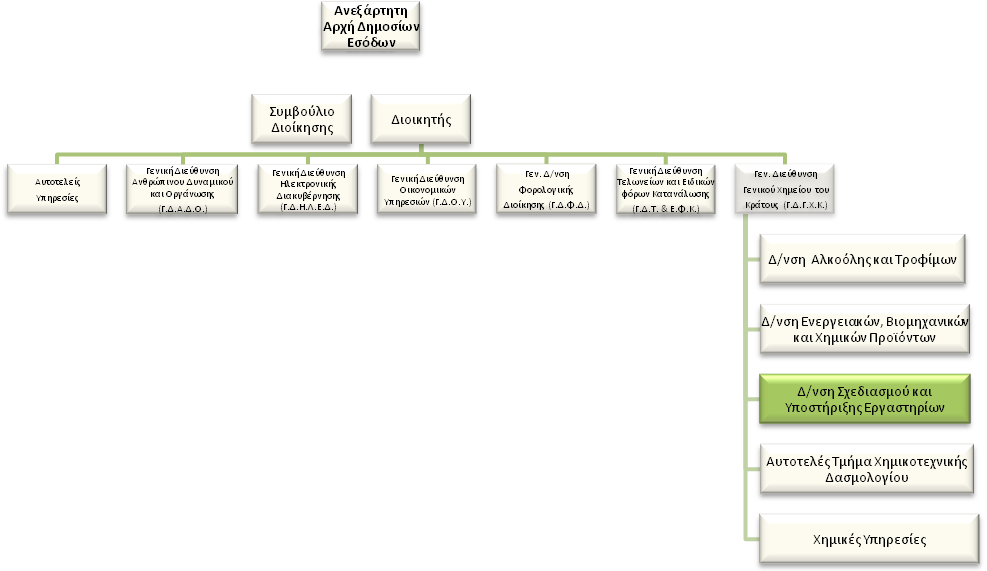 Ανεξάρτητη
Αρχή Δημοσίων
Εσόδων
Συμβούλιο
Διοίκησης
Διοικητής
Αυτοτελείς
Υπηρεσίες
Γενική Διεύθυνση
Ανθρώπινου Δυναμικού
και Οργάνωσης
(Γ.Δ.Α.Δ.Ο.)
Γενική Διεύθυνση
Ηλεκτρονικής
Διακυβέρνησης
(Γ.Δ.ΗΛ.Ε.Δ.)
Γενική Διεύθυνση
Οικονομικών
Υπηρεσιών (Γ.Δ.Ο.Υ.)
Γεν. Δ/νση
Φορολογικής
Διοίκησης (Γ.Δ.Φ.Δ.)
Γενική Διεύθυνση
Τελωνείων και Ειδικών
φόρων Κατανάλωσης
(Γ.Δ.Τ. & Ε.Φ.Κ.)
Γεν. Διεύθυνση
Γενικού Χημείου του
Κράτους (Γ.Δ.Γ.Χ.Κ.)
Δ/νση Αλκοόλης και Τροφίμων
Δ/νση Ενεργειακών, Βιομηχανικών
και Χημικών Προϊόντων
Δ/νση Σχεδιασμού και
Υποστήριξης Εργαστηρίων
Αυτοτελές Τμήμα Χημικοτεχνικής
Δασμολογίου
Χημικές Υπηρεσίες